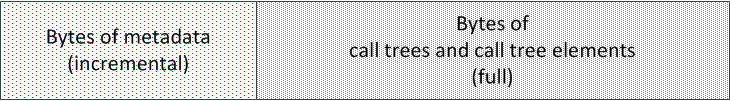 Bytes of metadata
(incremental)
Bytes of
call trees and call tree elements
(full)